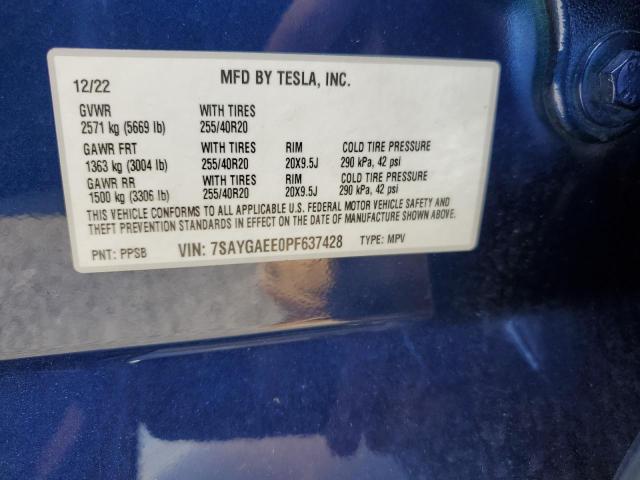 MFD BY TESLA, INC.
12/22
GVWR WITH TIRES
2571 kg (5669 lb) 255/40R20
GAWR FRT WITH TIRES RIM COLD TIRE PRESSURE
1363 kg (3004 lb) 255/40R20 20X9.5J 290 kPa, 42 psi
GAWR RR WITH TIRES RIM COLD TIRE PRESSURE
1500 kg (3306 lb) 255/40R20 20X9.5J 290 kPa, 42 psi
THIS VEHICLE CONFORMS TO ALL APPLICABLE U.S. FEDERAL MOTOR VEHICLE SAFETY AND
THEFT PREVENTION STANDARDS IN EFFECT ON THE DATE OF MANUFACTURE SHOWN ABOVE.
PNT: PPSB VIN: 7SAYGAEE0PF637428 TYPE: MPV